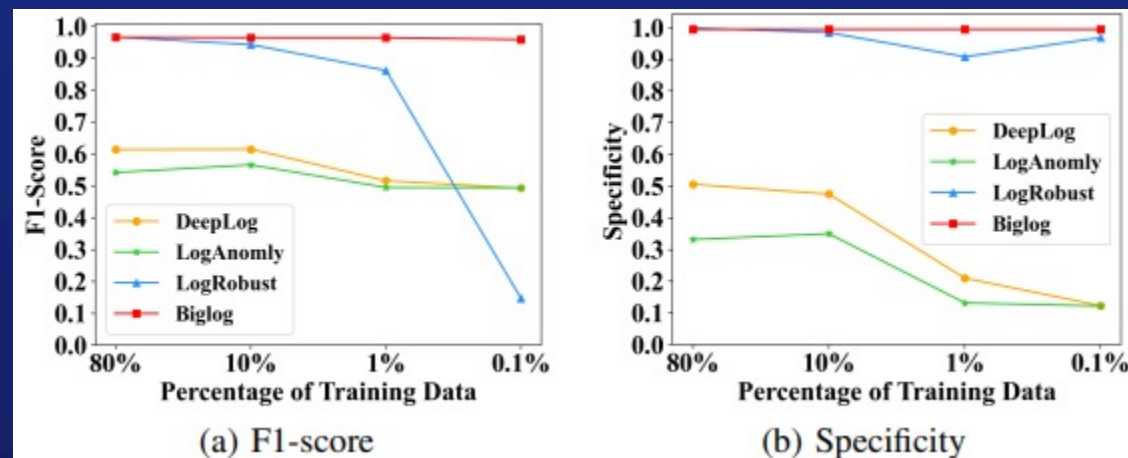 1.0
0.9
0.8
0.7
0.6
0.5
0.4
0.3
0.2
0.1
0.0
F1-Score
DeepLog
LogAnomly
LogRobust
Biglog
80% 10% 1% 0.1%
Percentage of Training Data
(a) F1-score
1.0
0.9
0.8
0.7
0.6
0.5
0.4
0.3
0.2
0.1
0.0
Specificity
DeepLog
LogAnomly
LogRobust
Biglog
80% 10% 1% 0.1%
Percentage of Training Data
(b) Specificity